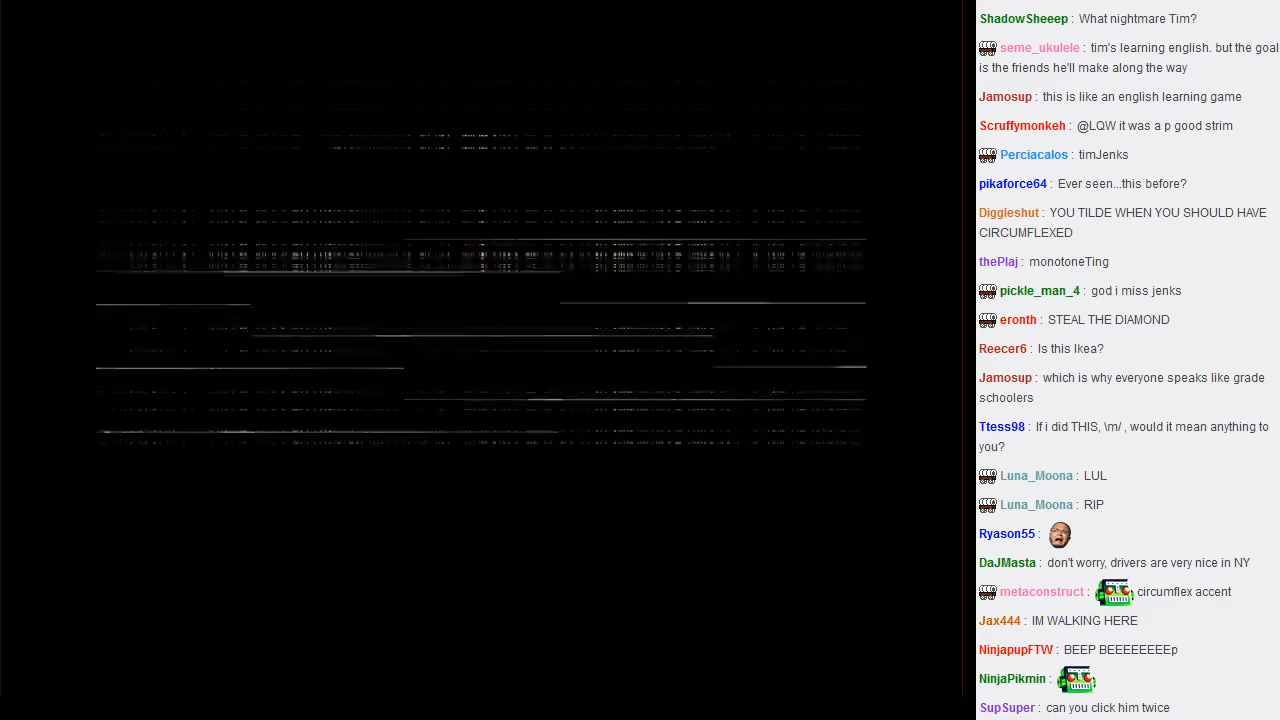 ShadowSheeep : What nightmare Tim?
seme_ukulele : tim's learning english. but the goal
is the friends he'll make along the way
Jamosup : this is like an english learning game
Scruffymonkeh : @LQW it was a podcast strim
Perciacalos : timJenks
pikaforce64 : Ever seen...this before?
Diggleshut : YOU TILDE WHEN YOU SHOULD HAVE
CIRCUMFLEXED
thePlaj : monotoneTim
pickle_man_4 : god i miss jenks
eronth : STEAL THE DIAMOND
Reecer6 : Is this Ikea?
Jamosup : which is why everyone speaks like grade
schoolers
Ttess98 : If i did THIS, \m/ , would it mean anything to
you?
Luna_Moona : LUL
Luna_Moona : RIP
Ryason55 :
DaJMasta : don't worry, drivers are very nice in NY
metaconstruct : circumflex accent
Jax444 : IM WALKING HERE
NinjapupFTW : BEEP BEEEEEEEEp
NinjaPikmin :
SupSuper : can you click him twice